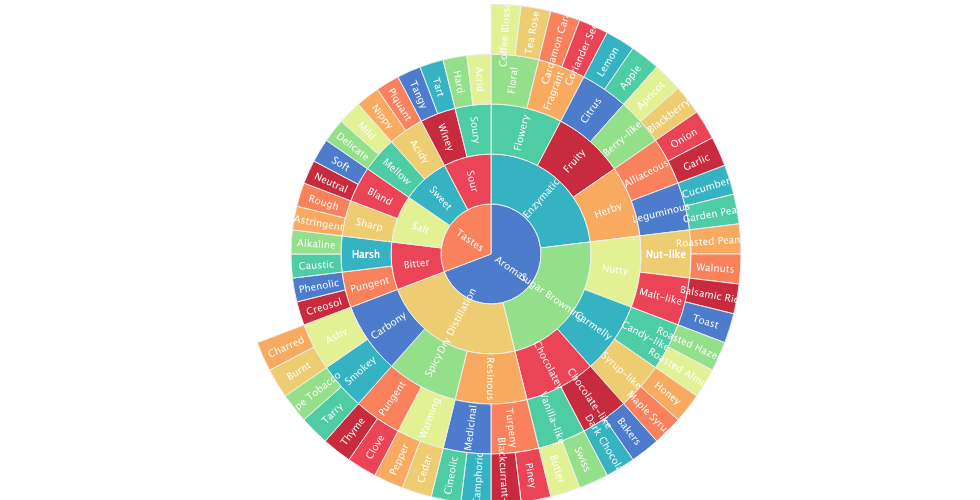 Aromas
Tastes
Enzymatic
Sugar Browning
Dry Distillation
Bitter
Salt
Sweet
Sour
Flowery
Fruity
Herby
Nutty
Carmelly
Chocolatey
Resinous
Spicy
Carbony
Pungent
Harsh
Sharp
Bland
Mellow
Acidy
Winey
Soury
Floral
Fragrant
Citrus
Berry-like
Alliaceous
Leguminous
Nut-like
Malt-like
Candy-like
Syrup-like
Chocolate-like
Vanilla-like
Turpeny
Medicinal
Warming
Pungent
Smokey
Ashy
Creosol
Phenolic
Caustic
Alkaline
Astringent
Rough
Neutral
Soft
Delicate
Mild
Nippy
Piquant
Tangy
Tart
Hard
Acrid
Coffee Blosso
Tea Rose
Cardamon Car
Coriander See
Lemon
Apple
Apricot
Blackberry
Onion
Garlic
Cucumber
Garden Pea
Roasted Pean
Walnuts
Balsamic Ric
Toast
Roasted Haze
Roasted Almo
Honey
Maple Syru
Bakers
Dark Chocol
Swiss
Butter
Piney
Blackcurrant-
Camphoric
Cineolic
Cedar
Pepper
Clove
Thyme
Tarry
pe Tobacco
Burnt
Charred